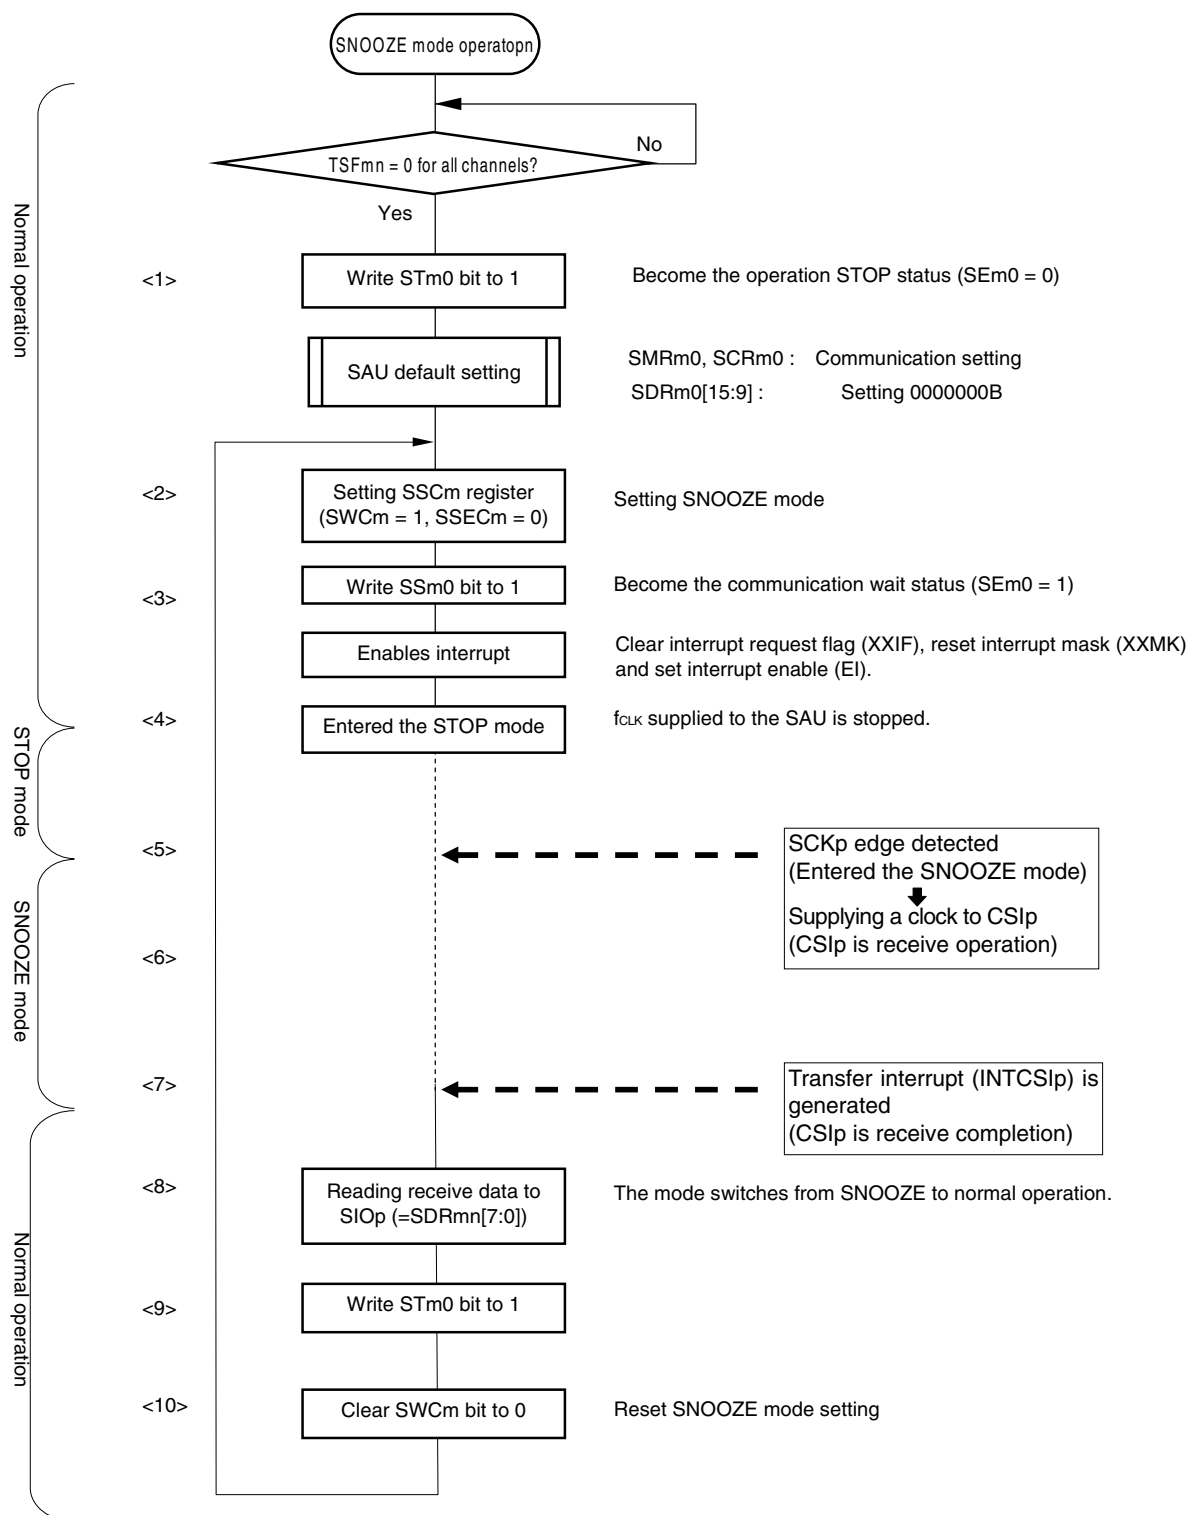 SNOOZE mode operatopn
No
TSFmn = 0 for all channels?
Yes
Normal operation
<1>
Write STm0 bit to 1
Become the operation STOP status (SEm0 = 0)
SAU default setting
SMRm0, SCRm0 : Communication setting
SDRm0[15:9] : Setting 0000000B
<2>
Setting SSCm register
(SWCm = 1, SSECm = 0)
Setting SNOOZE mode
<3>
Write SSm0 bit to 1
Become the communication wait status (SEm0 = 1)
Enables interrupt
Clear interrupt request flag (XXIF), reset interrupt mask (XXMK)
and set interrupt enable (EI).
<4>
Entered the STOP mode
fCLK supplied to the SAU is stopped.
STOP mode
<5>
SCKp edge detected
(Entered the SNOOZE mode)
Supplying a clock to CSIp
(CSIp is receive operation)
<6>
SNOOZE mode
<7>
Transfer interrupt (INTCSIp) is
generated
(CSIp is receive completion)
<8>
Reading receive data to
SIOp (=SDRmn[7:0])
The mode switches from SNOOZE to normal operation.
Normal operation
<9>
Write STm0 bit to 1
<10>
Clear SWCm bit to 0
Reset SNOOZE mode setting